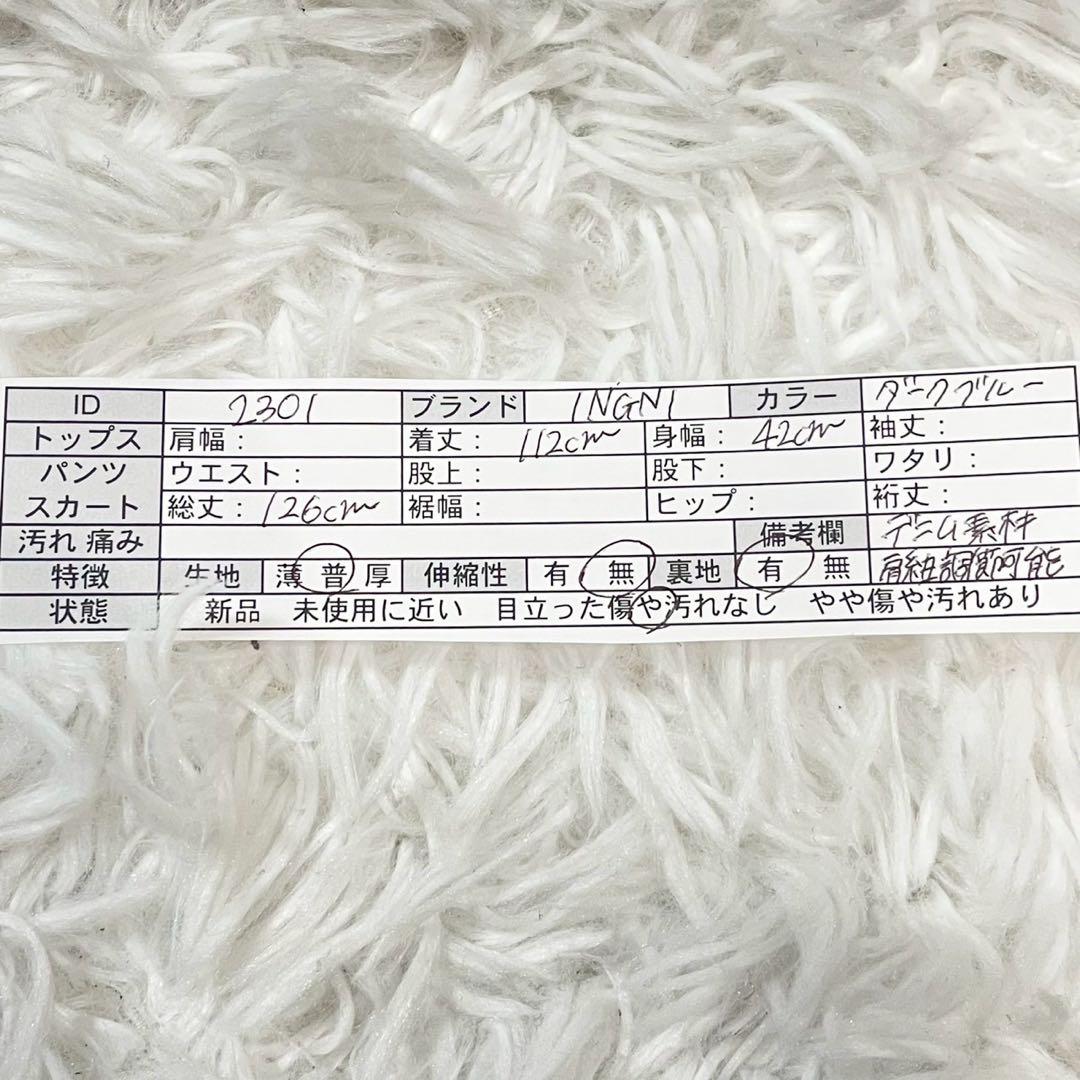 ID 2301 ブランド INGNI カラー ダークブルー
トップス 肩幅： 着丈： 112cm 身幅： 42cm 袖丈：
パンツ ウエスト： 股上： 股下： ワタリ：
スカート 総丈： 126cm 裾幅： ヒップ： 裄丈：
汚れ 痛み 備考欄 デニム素材
特徴 生地 薄 普 厚 伸縮性 有 無 裏地 有 無 肩紐調節可能
状態 新品 未使用に近い 目立った傷や汚れなし やや傷や汚れあり